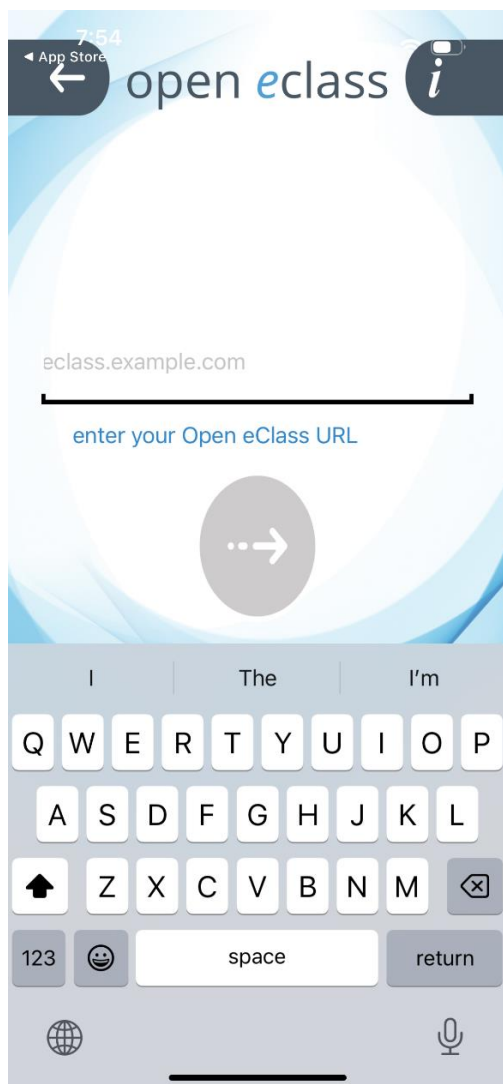 7:54
◀ App Store
open eclass
i
eclass.example.com
enter your Open eClass URL
I The I'm
Q W E R T Y U I O P
A S D F G H J K L
Z X C V B N M
123 space return